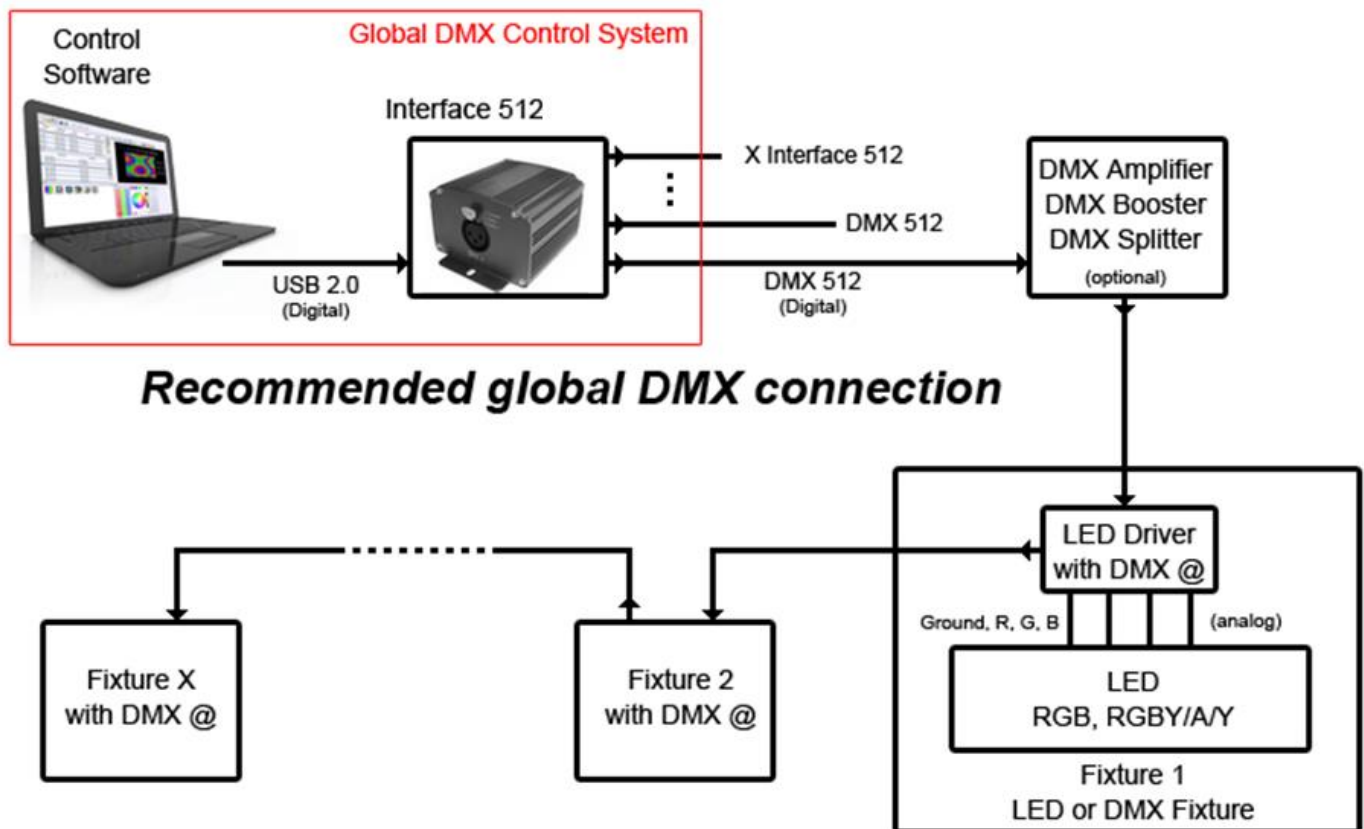 Global DMX Control System
Control
Software
Interface 512
X Interface 512
DMX 512
USB 2.0
(Digital)
DMX 512
(Digital)
DMX Amplifier
DMX Booster
DMX Splitter
(optional)
Recommended global DMX connection
LED Driver
with DMX @
Ground, R, G, B
(analog)
LED
RGB, RGBY/A/Y
Fixture 1
LED or DMX Fixture
Fixture 2
with DMX @
Fixture X
with DMX @